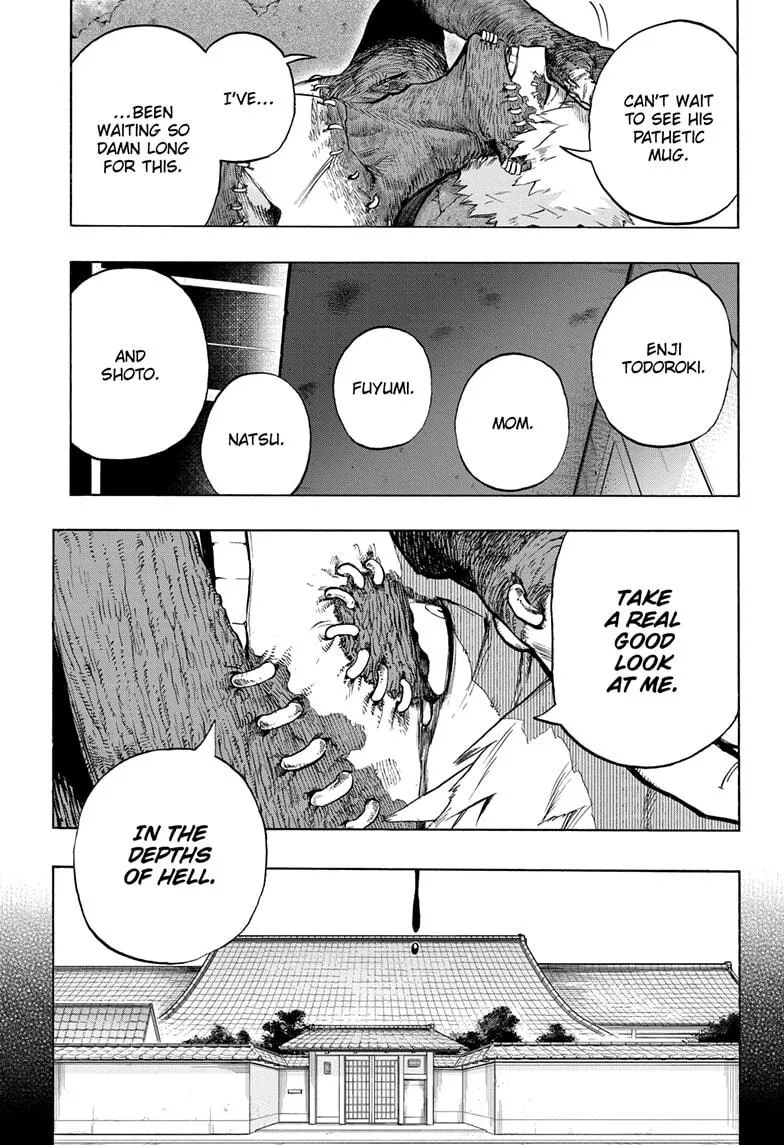 CAN'T WAIT
TO SEE HIS
PATHETIC
MUG.
I'VE...
...BEEN
WAITING SO
DAMN LONG
FOR THIS.
ENJI
TODOROKI.
MOM.
FUYUMI.
NATSU.
AND
SHOTO.
TAKE
A REAL
GOOD
LOOK
AT ME.
IN THE
DEPTHS
OF HELL.